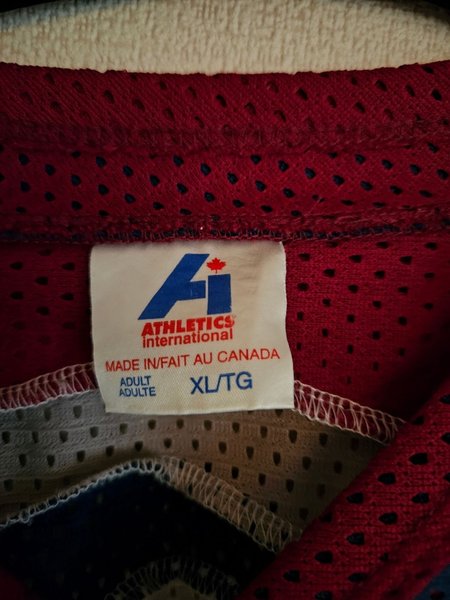 Ai
ATHLETICS
international
MADE IN/FAIT AU CANADA
ADULT XL/TG
ADULTE